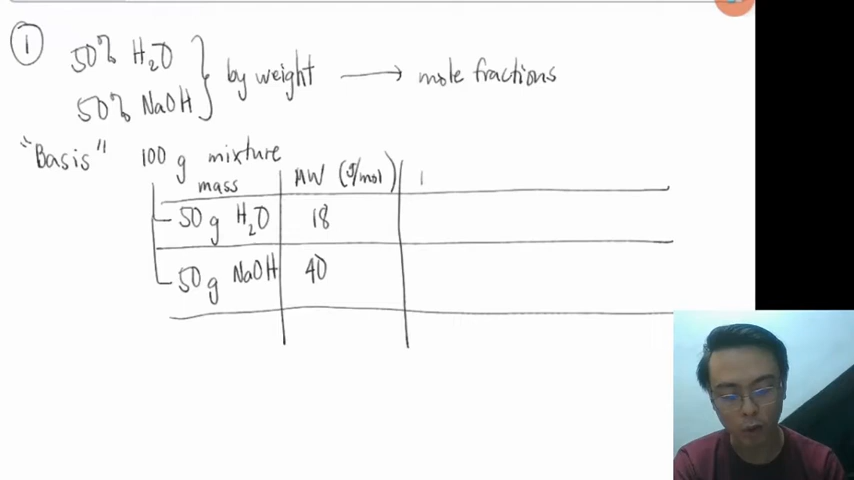 1
50% H₂O
50% NaOH
by weight → mole fractions
"Basis" 100 g mixture
mass MW (g/mol)
50 g H₂O 18
50 g NaOH 40